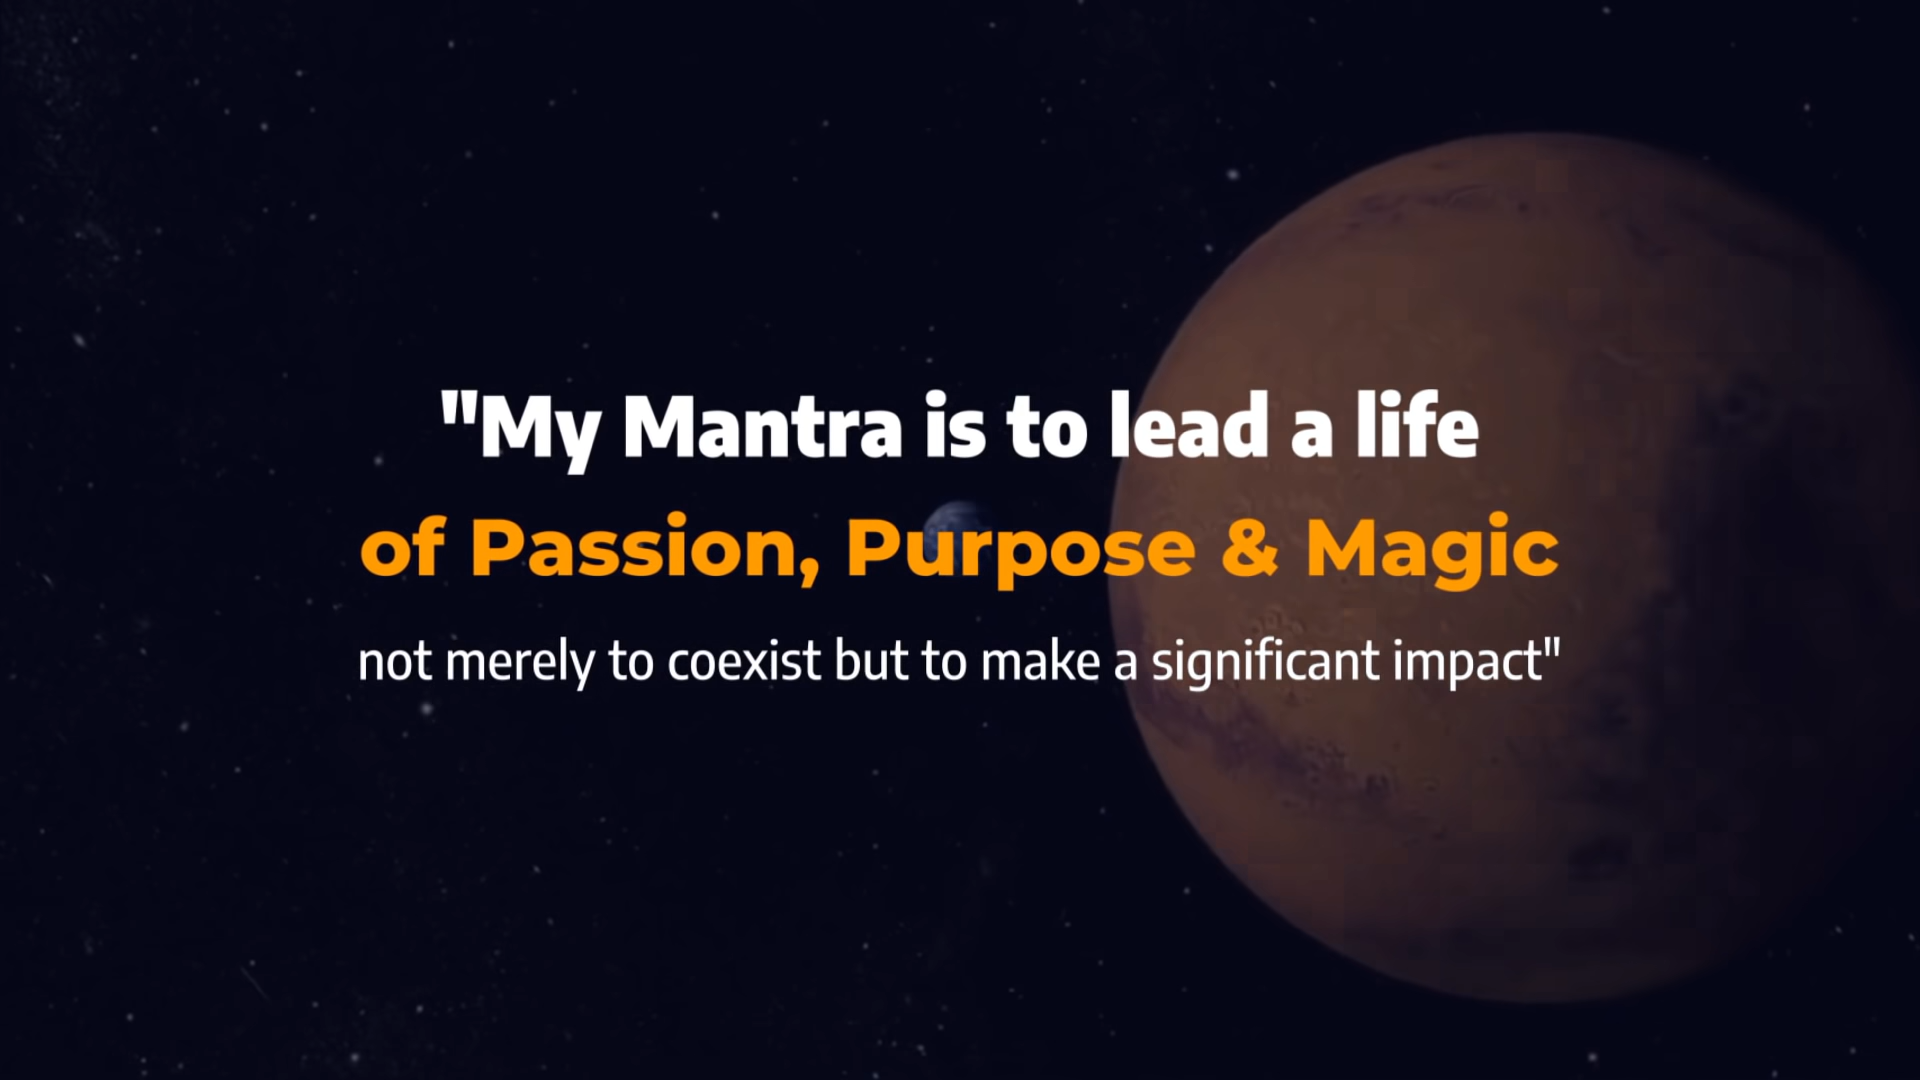 "My Mantra is to lead a life
of Passion, Purpose & Magic
not merely to coexist but to make a significant impact"